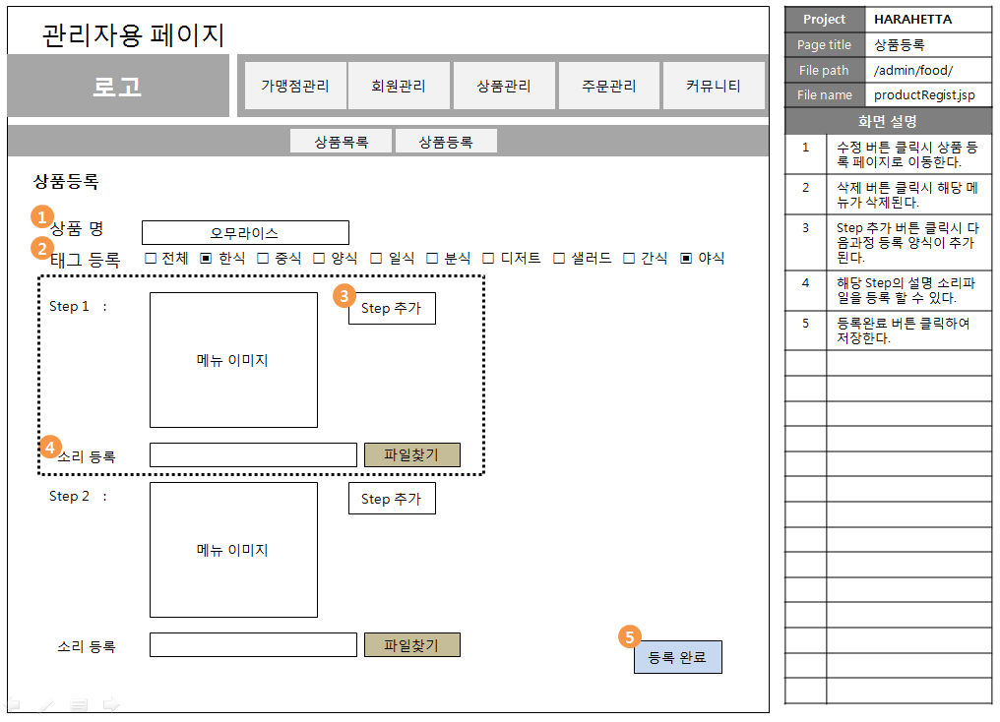 관리자용 페이지
로고
가맹점관리
회원관리
상품관리
주문관리
커뮤니티
상품목록
상품등록
상품등록
1
상품 명
오무라이스
2
태그 등록
□ 전체 ▣ 한식 □ 중식 □ 양식 □ 일식 □ 분식 □ 디저트 □ 샐러드 □ 간식 ▣ 야식
Step 1 :
메뉴 이미지
3
Step 추가
4
소리 등록
파일찾기
Step 2 :
메뉴 이미지
Step 추가
소리 등록
파일찾기
5
등록 완료
Project HARAHETTA
Page title 상품등록
File path /admin/food/
File name productRegist.jsp
화면 설명
1 수정 버튼 클릭시 상품 등
록 페이지로 이동한다.
2 삭제 버튼 클릭시 해당 메
뉴가 삭제된다.
3 Step 추가 버튼 클릭시 다
음과정 등록 양식이 추가
된다.
4 해당 Step의 설명 소리파
일을 등록 할 수 있다.
5 등록완료 버튼 클릭하여
저장한다.